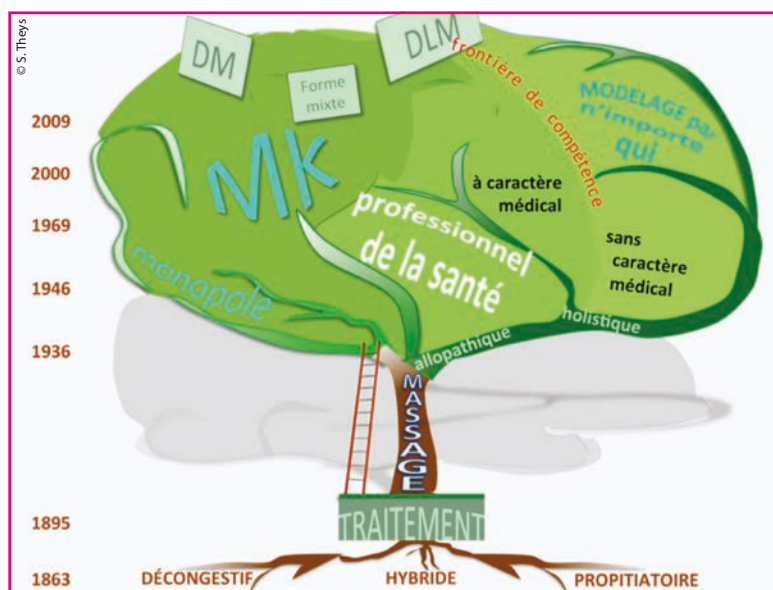 © S. Theys
DM
DLM
Forme
mixte
frontière de compétence
MODELAGE par
n'importe
qui
2009
MK
2000
à caractère
médical
professionnel
de la santé
1969
sans
caractère
médical
monopole
1946
holistique
allopathique
1936
MASSAGE
TRAITEMENT
1895
1863
DÉCONGESTIF
HYBRIDE
PROPITIATOIRE